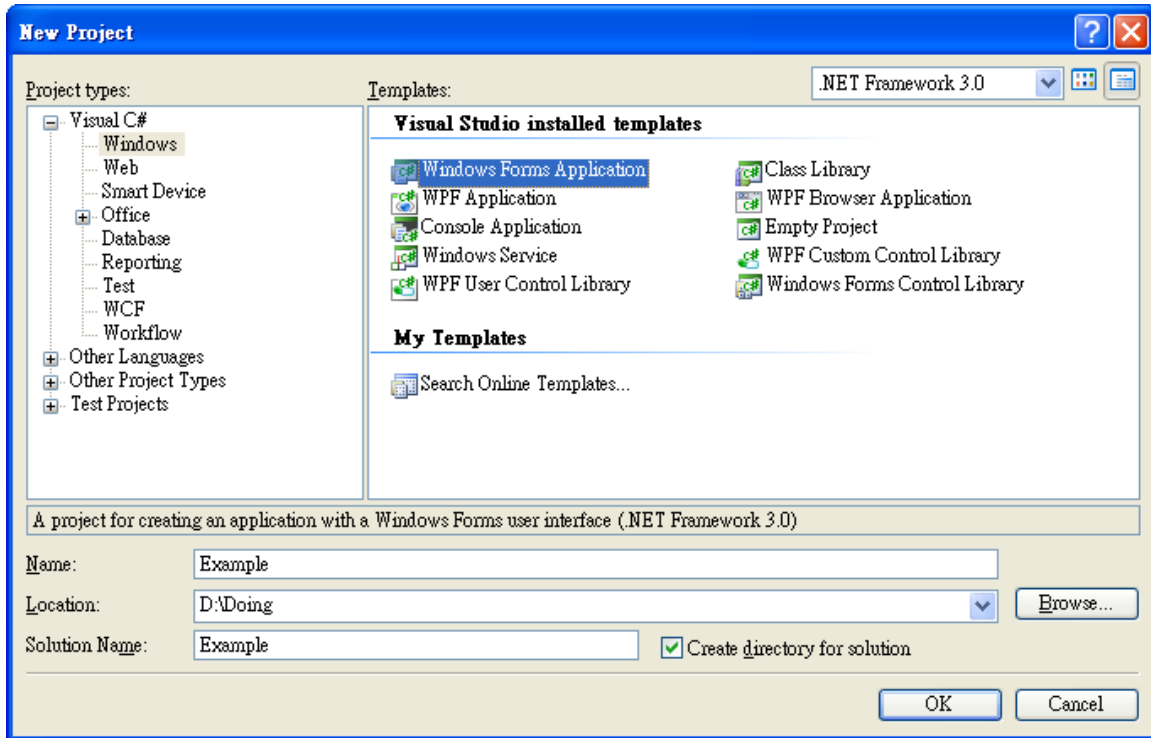 New Project
Project types:
Templates:
.NET Framework 3.0
Visual C#
Windows
Web
Smart Device
Office
Database
Reporting
Test
WCF
Workflow
Other Languages
Other Project Types
Test Projects
Visual Studio installed templates
Windows Forms Application
Class Library
WPF Application
WPF Browser Application
Console Application
Empty Project
Windows Service
WPF Custom Control Library
WPF User Control Library
Windows Forms Control Library
My Templates
Search Online Templates...
A project for creating an application with a Windows Forms user interface (.NET Framework 3.0)
Name:
Example
Location:
D:\Doing
Browse...
Solution Name:
Example
Create directory for solution
OK
Cancel